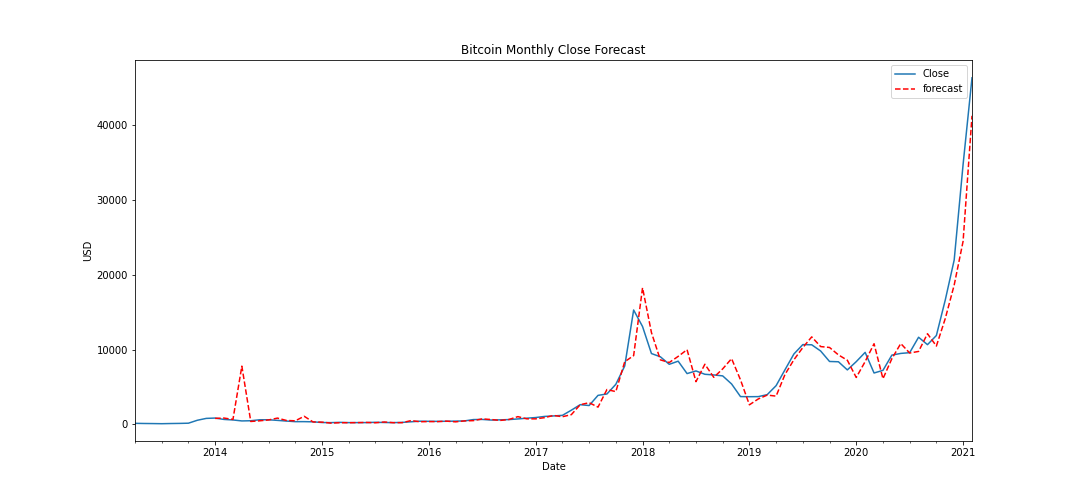 Bitcoin Monthly Close Forecast
Close
forecast
40000
30000
20000
10000
0
USD
2014 2015 2016 2017 2018 2019 2020 2021
Date